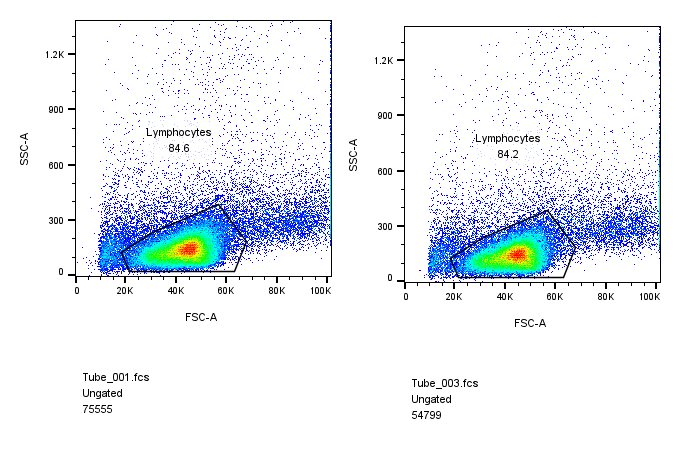 1.2K
900
600
300
0
SSC-A
Lymphocytes
84.6
0
20K
40K
60K
80K
100K
FSC-A
Tube_001.fcs
Ungated
75555
1.2K
900
600
300
0
SSC-A
Lymphocytes
84.2
0
20K
40K
60K
80K
100K
FSC-A
Tube_003.fcs
Ungated
54799